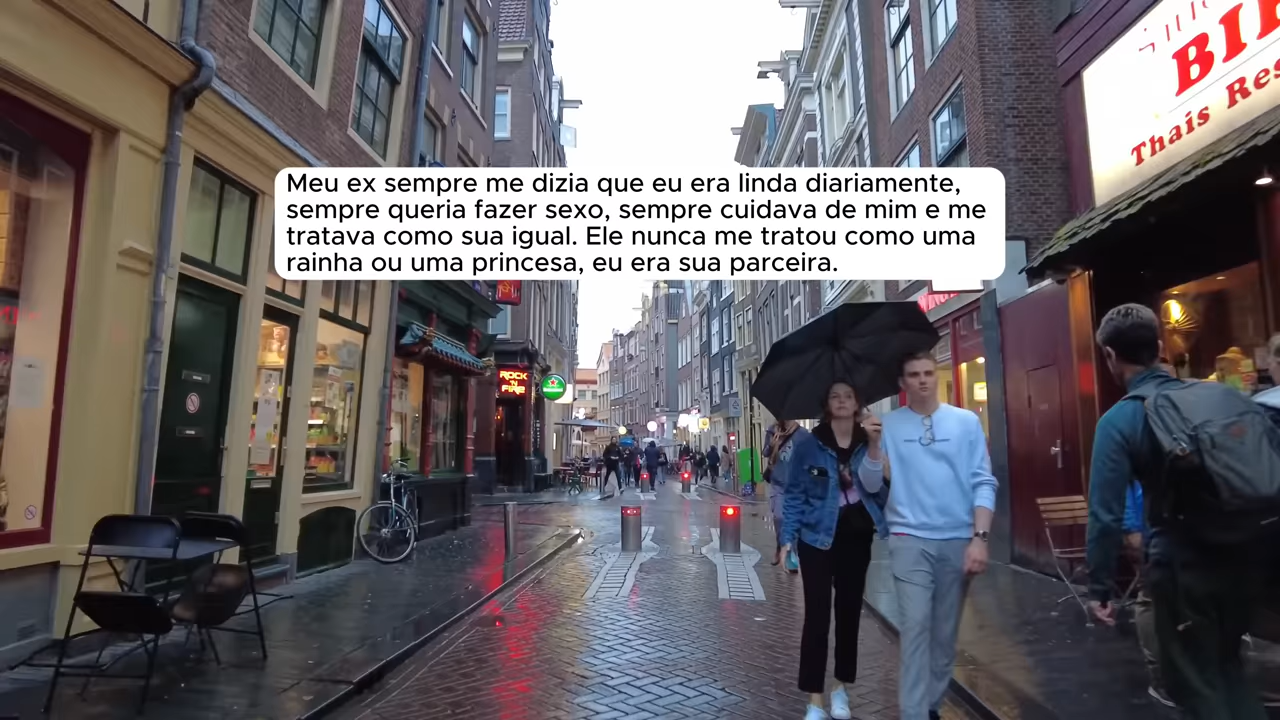 Meu ex sempre me dizia que eu era linda diariamente,
sempre queria fazer sexo, sempre cuidava de mim e me
tratava como sua igual. Ele nunca me tratou como uma
rainha ou uma princesa, eu era sua parceira.
Thais
ROCK
'N
FIRE